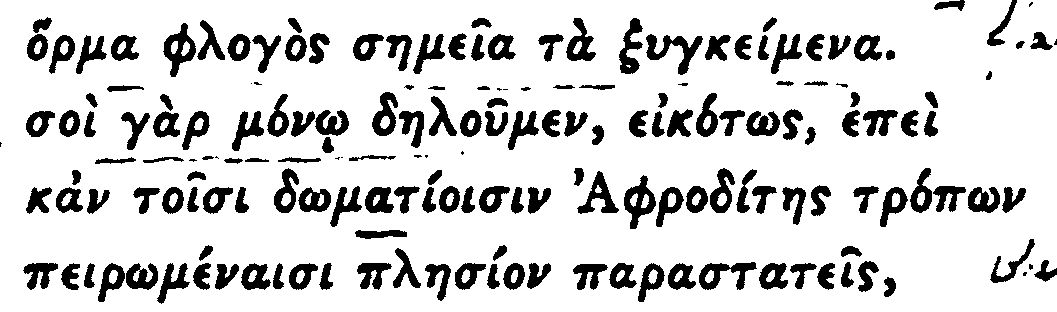 ὅρμα φλογὸς σημεῖα τὰ ξυγκείμενα.
σοὶ γὰρ μόνῳ δηλοῦμεν, εἰκότως, ἐπεὶ
κἀν τοῖσι δωματίοισιν Ἀφροδίτης τρόπων
πειρωμέναισι πλησίον παραστατεῖς,